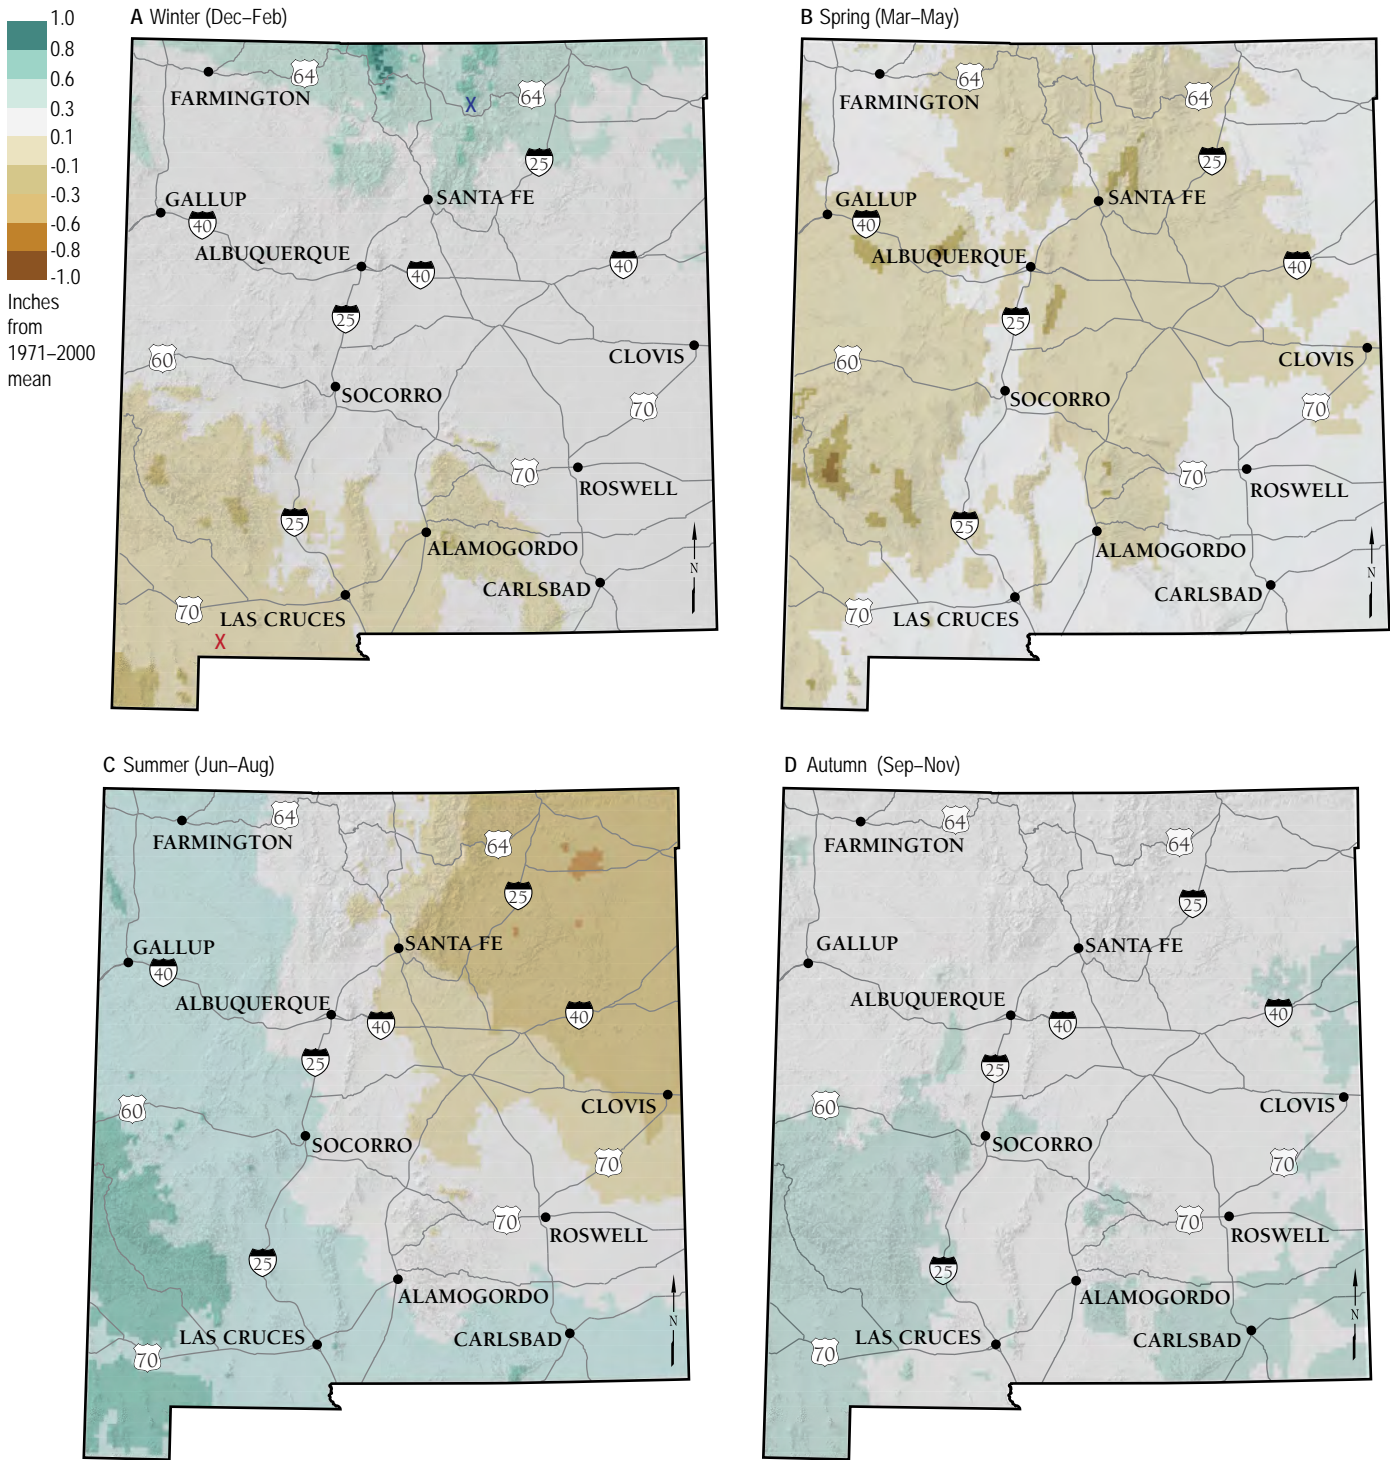 1.0
0.8
0.6
0.3
0.1
-0.1
-0.3
-0.6
-0.8
-1.0
Inches
from
1971–2000
mean
A Winter (Dec–Feb)
64
FARMINGTON
X
64
25
GALLUP
SANTA FE
40
ALBUQUERQUE
40
40
25
60
CLOVIS
SOCORRO
70
70
ROSWELL
25
ALAMOGORDO
N
CARLSBAD
70
LAS CRUCES
X
B Spring (Mar–May)
64
FARMINGTON
64
25
GALLUP
SANTA FE
40
ALBUQUERQUE
40
25
60
CLOVIS
SOCORRO
70
70
ROSWELL
25
ALAMOGORDO
N
CARLSBAD
70
LAS CRUCES
C Summer (Jun–Aug)
64
FARMINGTON
64
25
GALLUP
SANTA FE
40
ALBUQUERQUE
40
40
25
60
CLOVIS
SOCORRO
70
70
ROSWELL
25
ALAMOGORDO
N
LAS CRUCES
CARLSBAD
70
D Autumn (Sep–Nov)
64
FARMINGTON
64
25
GALLUP
SANTA FE
ALBUQUERQUE
40
40
25
60
CLOVIS
SOCORRO
70
70
ROSWELL
25
ALAMOGORDO
N
LAS CRUCES
CARLSBAD
70